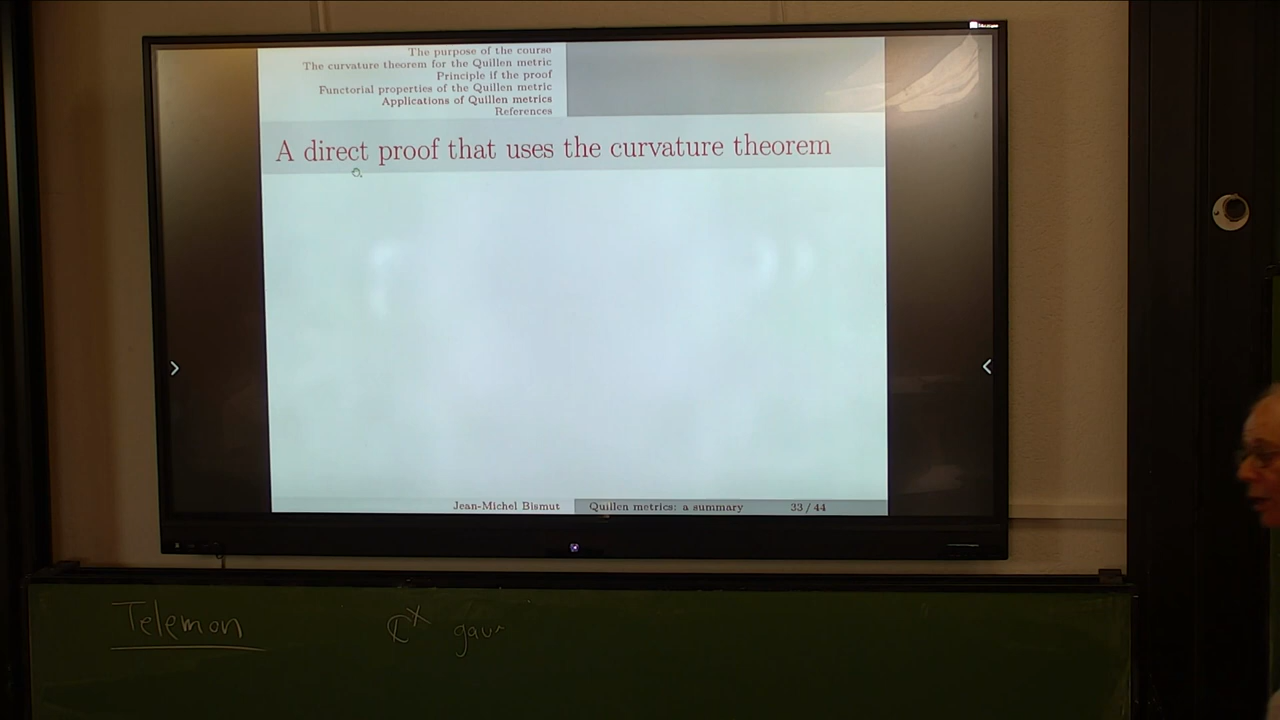 The purpose of the course
The curvature theorem for the Quillen metric
Principle if the proof
Functorial properties of the Quillen metric
Applications of Quillen metrics
References
A direct proof that uses the curvature theorem
Jean-Michel Bismut Quillen metrics: a summary 33 / 44
Telemon ℂ^X